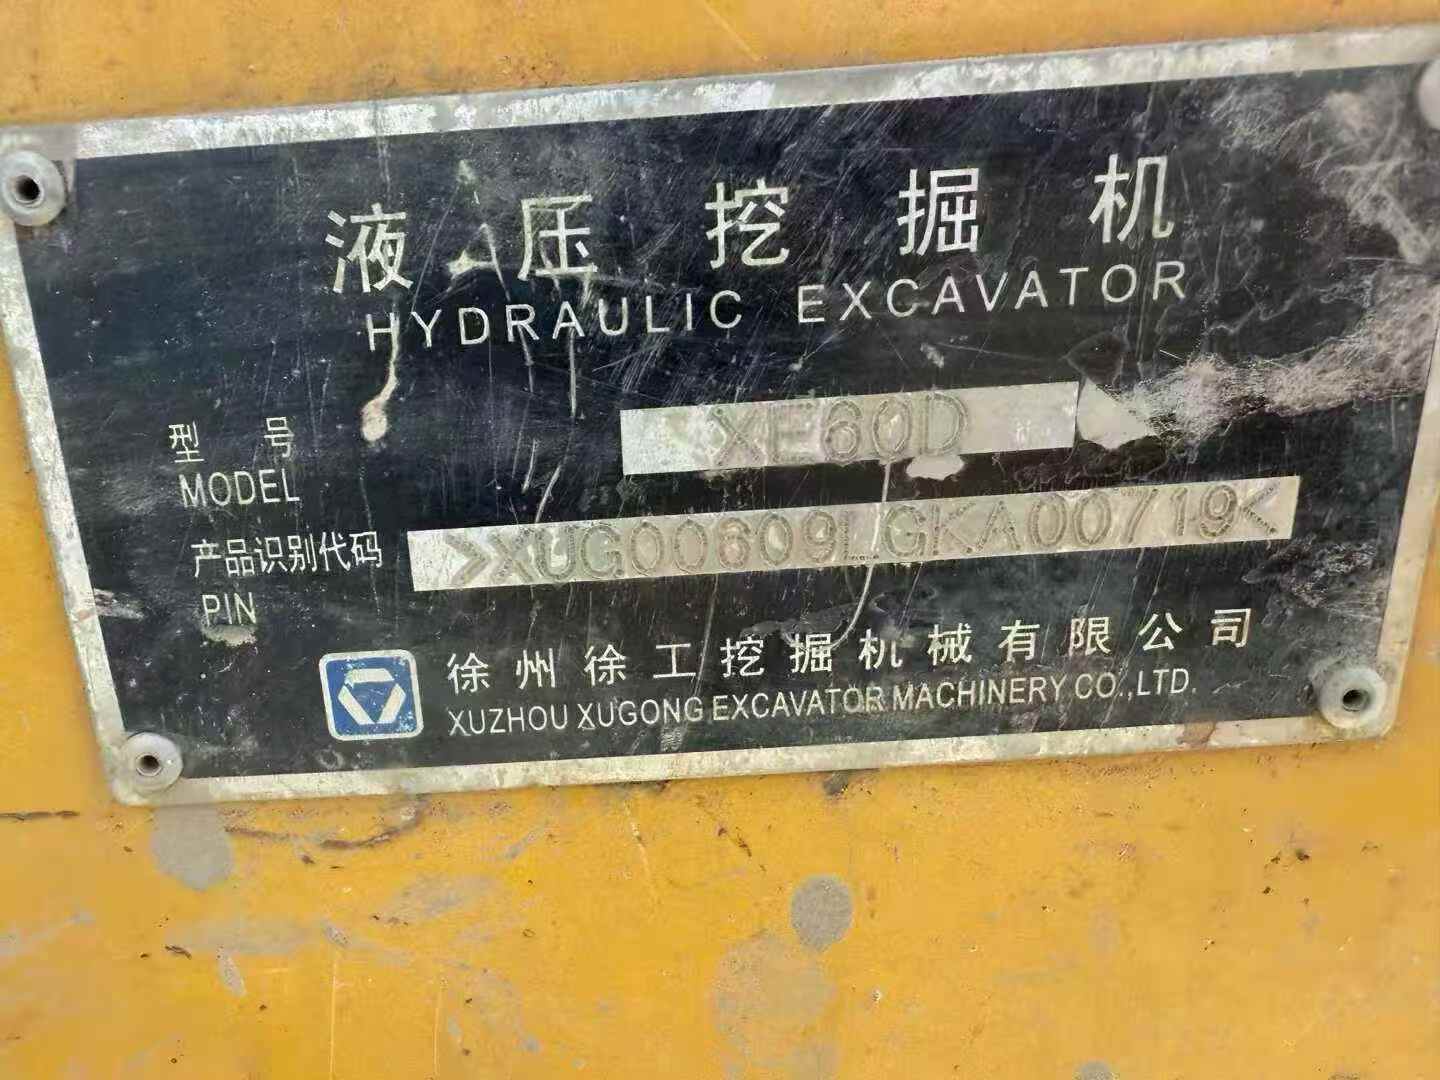 液压挖掘机
HYDRAULIC EXCAVATOR
型号 XE60D
MODEL
产品识别代码 >XUG00609LGKA00719<
PIN
徐州徐工挖掘机械有限公司
XUZHOU XUGONG EXCAVATOR MACHINERY CO.,LTD.